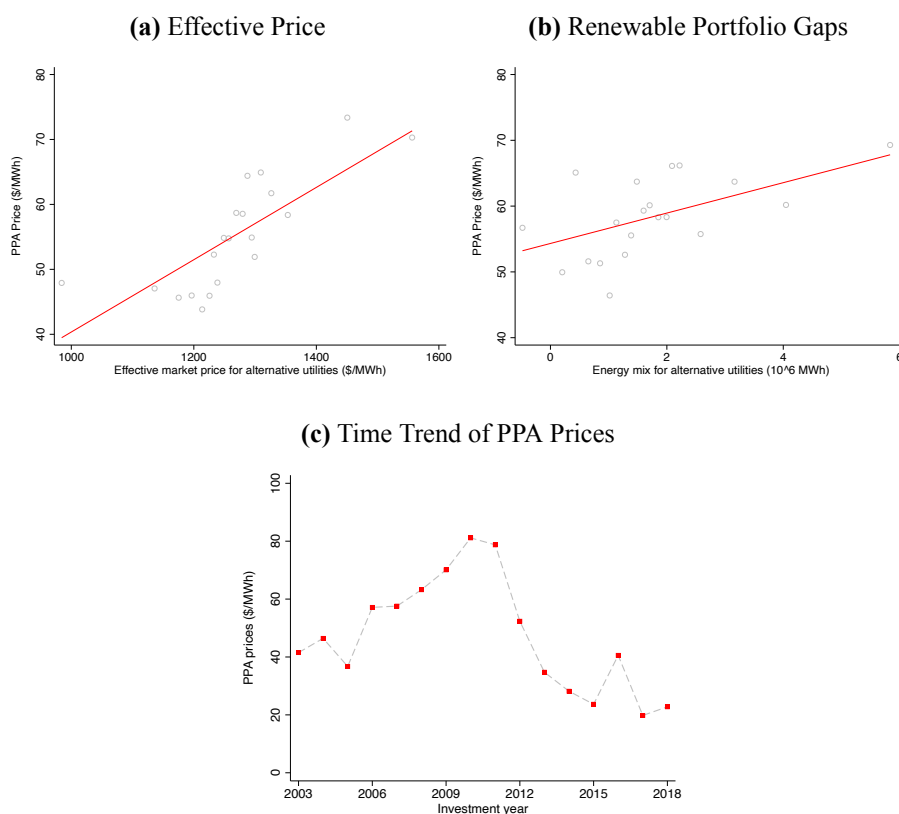 (a) Effective Price
(b) Renewable Portfolio Gaps
80
70
60
50
40
PPA Price ($/MWh)
1000 1200 1400 1600
Effective market price for alternative utilities ($/MWh)
80
70
60
50
40
PPA Price ($/MWh)
0 2 4 6
Energy mix for alternative utilities (10^6 MWh)
(c) Time Trend of PPA Prices
100
80
60
40
20
0
PPA prices ($/MWh)
2003 2006 2009 2012 2015 2018
Investment year